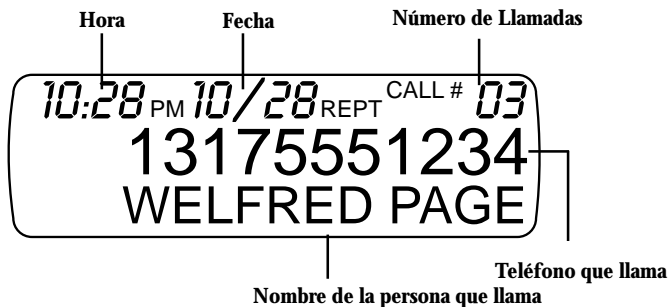 Hora Fecha Número de Llamadas
10:28 PM 10/28 REPT CALL # 03
13175551234
WELFRED PAGE
Teléfono que llama
Nombre de la persona que llama